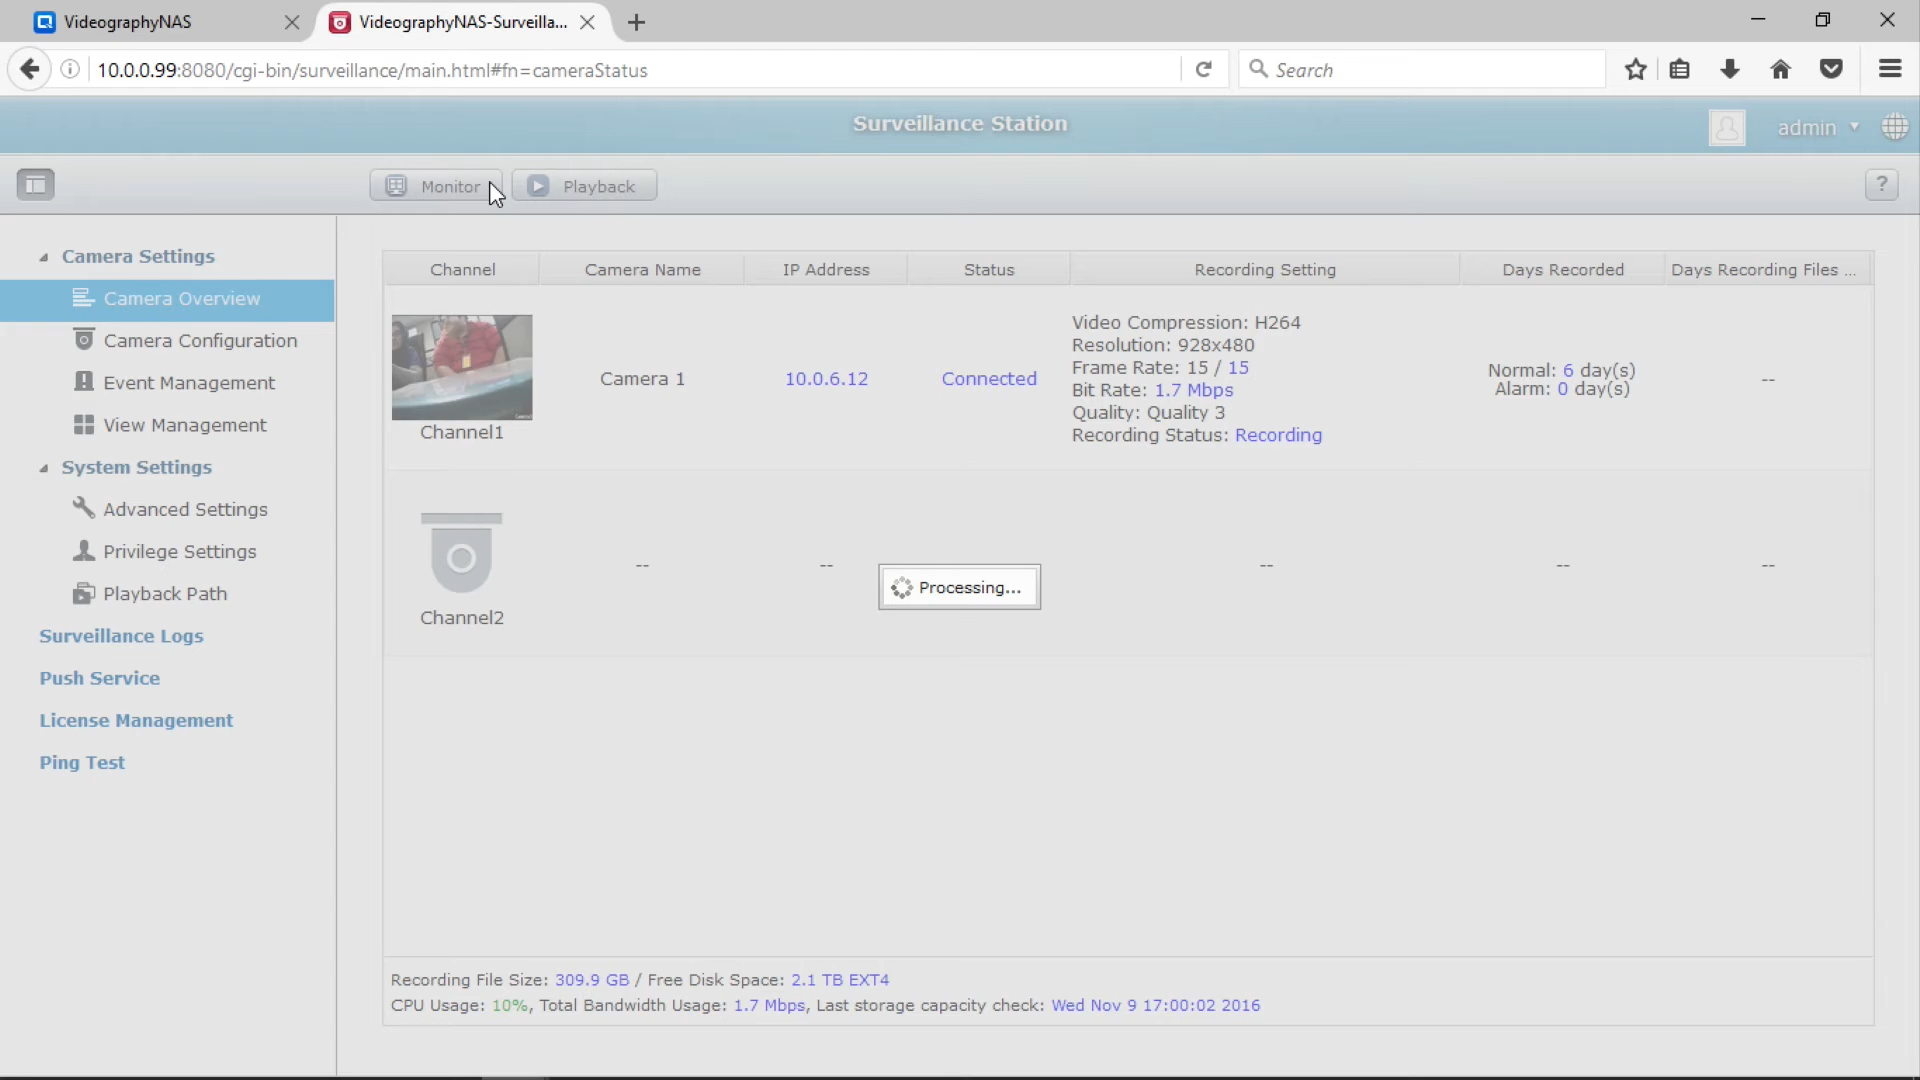 VideographyNAS
VideographyNAS-Surveilla...
10.0.0.99:8080/cgi-bin/surveillance/main.html#fn=cameraStatus
Search
Surveillance Station
admin
Monitor
Playback
?
Camera Settings
Camera Overview
Camera Configuration
Event Management
View Management
System Settings
Advanced Settings
Privilege Settings
Playback Path
Surveillance Logs
Push Service
License Management
Ping Test
Channel Camera Name IP Address Status Recording Setting Days Recorded Days Recording Files ...
Channel1
Camera 1
10.0.6.12
Connected
Video Compression: H264
Resolution: 928x480
Frame Rate: 15 / 15
Bit Rate: 1.7 Mbps
Quality: Quality 3
Recording Status: Recording
Normal: 6 day(s)
Alarm: 0 day(s)
--
Channel2
-- -- -- -- --
Processing...
Recording File Size: 309.9 GB / Free Disk Space: 2.1 TB EXT4
CPU Usage: 10%, Total Bandwidth Usage: 1.7 Mbps, Last storage capacity check: Wed Nov 9 17:00:02 2016